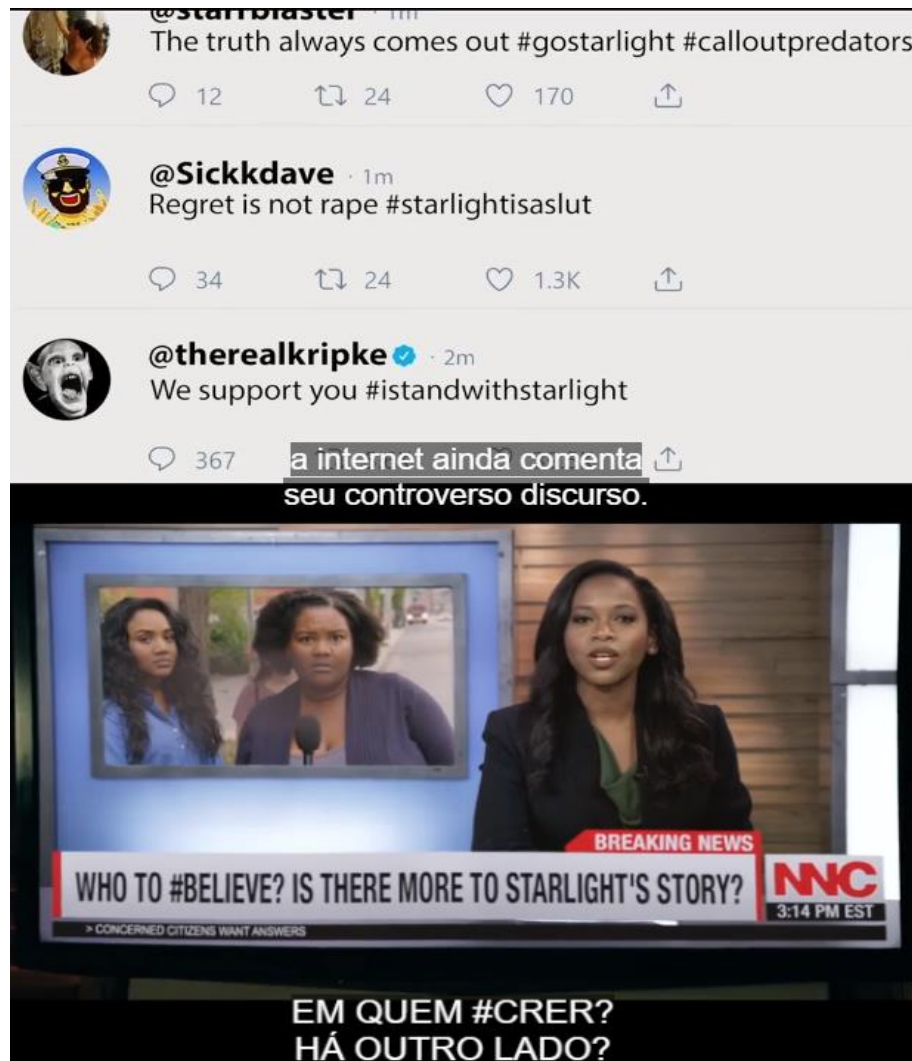 @starrblaster · 1m
The truth always comes out #gostarlight #calloutpredators
12 24 170
@Sickkdave · 1m
Regret is not rape #starlightisaslut
34 24 1.3K
@therealkripke · 2m
We support you #istandwithstarlight
367
a internet ainda comenta
seu controverso discurso.
BREAKING NEWS
WHO TO #BELIEVE? IS THERE MORE TO STARLIGHT'S STORY?
NNC
3:14 PM EST
> CONCERNED CITIZENS WANT ANSWERS
EM QUEM #CRER?
HÁ OUTRO LADO?